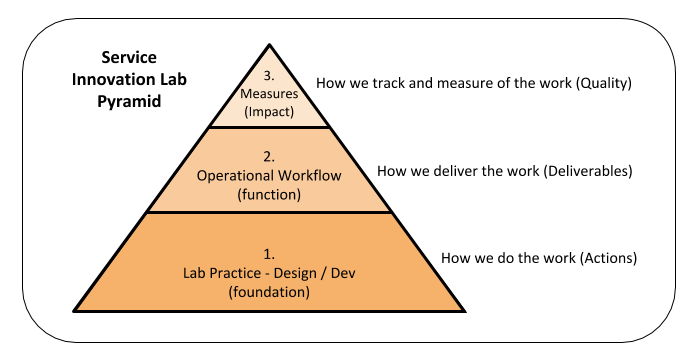 Service
Innovation Lab
Pyramid
3.
Measures
(Impact)
How we track and measure of the work (Quality)
2.
Operational Workflow
(function)
How we deliver the work (Deliverables)
1.
Lab Practice - Design / Dev
(foundation)
How we do the work (Actions)